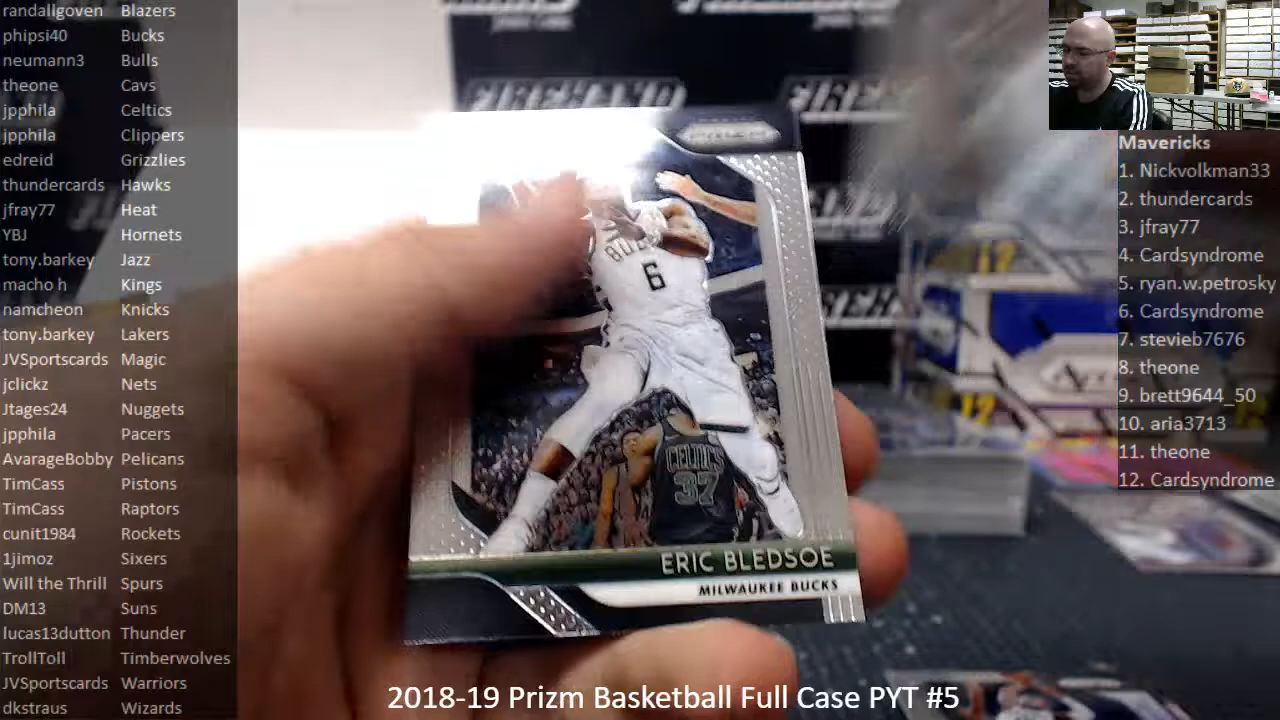 randallgoven Blazers
phipsi40 Bucks
neumann3 Bulls
theone Cavs
jpphila Celtics
jpphila Clippers
edreid Grizzlies
thundercards Hawks
jfray77 Heat
YBJ Hornets
tony.barkey Jazz
macho h Kings
namcheon Knicks
tony.barkey Lakers
JVSportscards Magic
jclickz Nets
Jtages24 Nuggets
jpphila Pacers
AvarageBobby Pelicans
TimCass Pistons
TimCass Raptors
cunit1984 Rockets
1jimoz Sixers
Will the Thrill Spurs
DM13 Suns
lucas13dutton Thunder
TrollToll Timberwolves
JVSportscards Warriors
dkstraus Wizards
6
CELTICS
37
ERIC BLEDSOE
MILWAUKEE BUCKS
Mavericks
1. Nickvolkman33
2. thundercards
3. jfray77
4. Cardsyndrome
5. ryan.w.petrosky
6. Cardsyndrome
7. stevieb7676
8. theone
9. brett9644_50
10. aria3713
11. theone
12. Cardsyndrome
2018-19 Prizm Basketball Full Case PYT #5